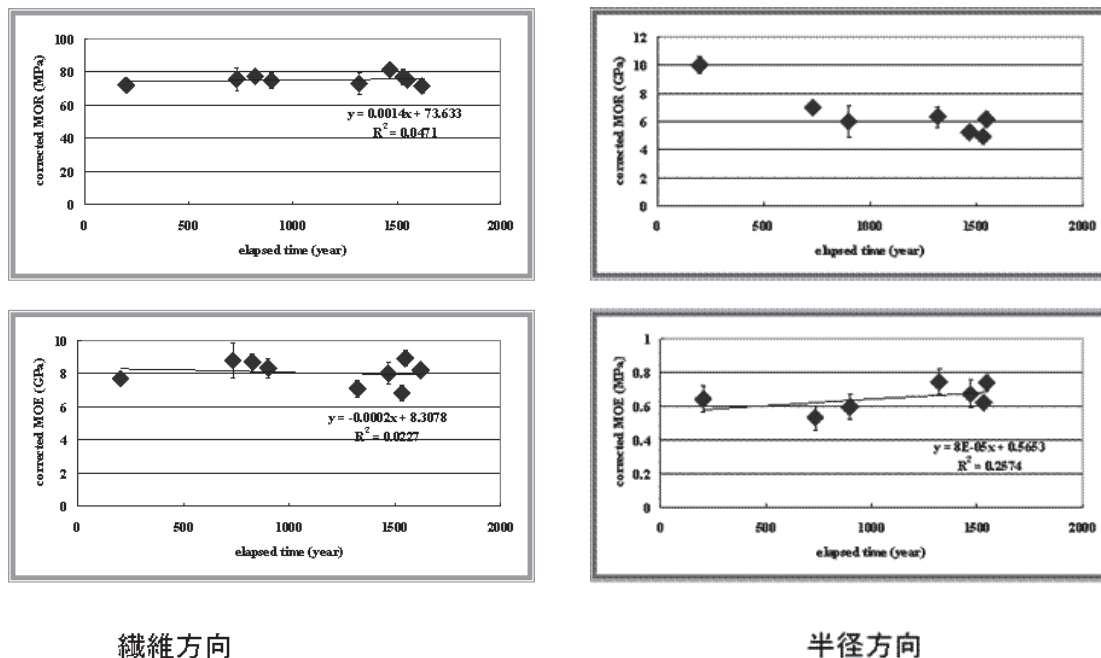 100
80
60
40
20
0
0 500 1000 1500 2000
corrected MOR (MPa)
elapsed time (year)
y = 0.0014x + 73.633
R² = 0.0471
12
10
8
6
4
2
0
0 500 1000 1500 2000
corrected MOR (GPa)
elapsed time (year)
10
8
6
4
2
0
0 500 1000 1500 2000
corrected MOE (GPa)
elapsed time (year)
y = -0.0002x + 8.3078
R² = 0.0227
1
0.8
0.6
0.4
0.2
0
0 500 1000 1500 2000
corrected MOE (MPa)
elapsed time (year)
y = 8E-05x + 0.5653
R² = 0.2574
繊維方向
半径方向